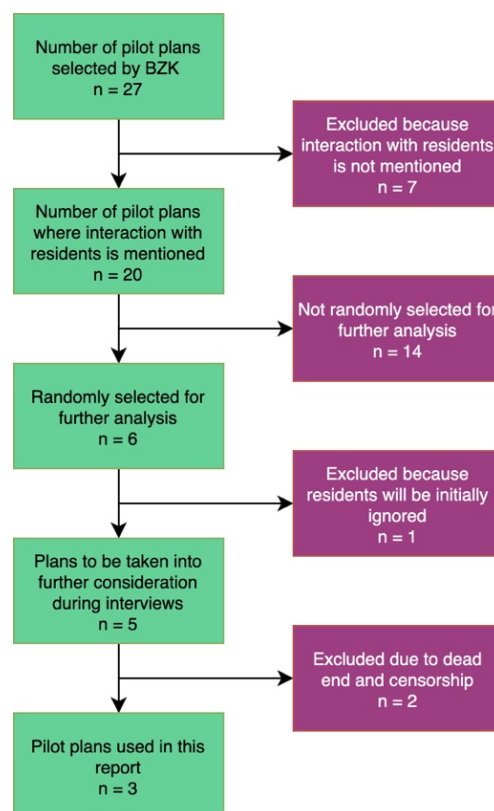 Number of pilot plans
selected by BZK
n = 27
Excluded because
interaction with residents
is not mentioned
n = 7
Number of pilot plans
where interaction with
residents is mentioned
n = 20
Not randomly selected for
further analysis
n = 14
Randomly selected for
further analysis
n = 6
Excluded because
residents will be initially
ignored
n = 1
Plans to be taken into
further consideration
during interviews
n = 5
Excluded due to dead
end and censorship
n = 2
Pilot plans used in this
report
n = 3